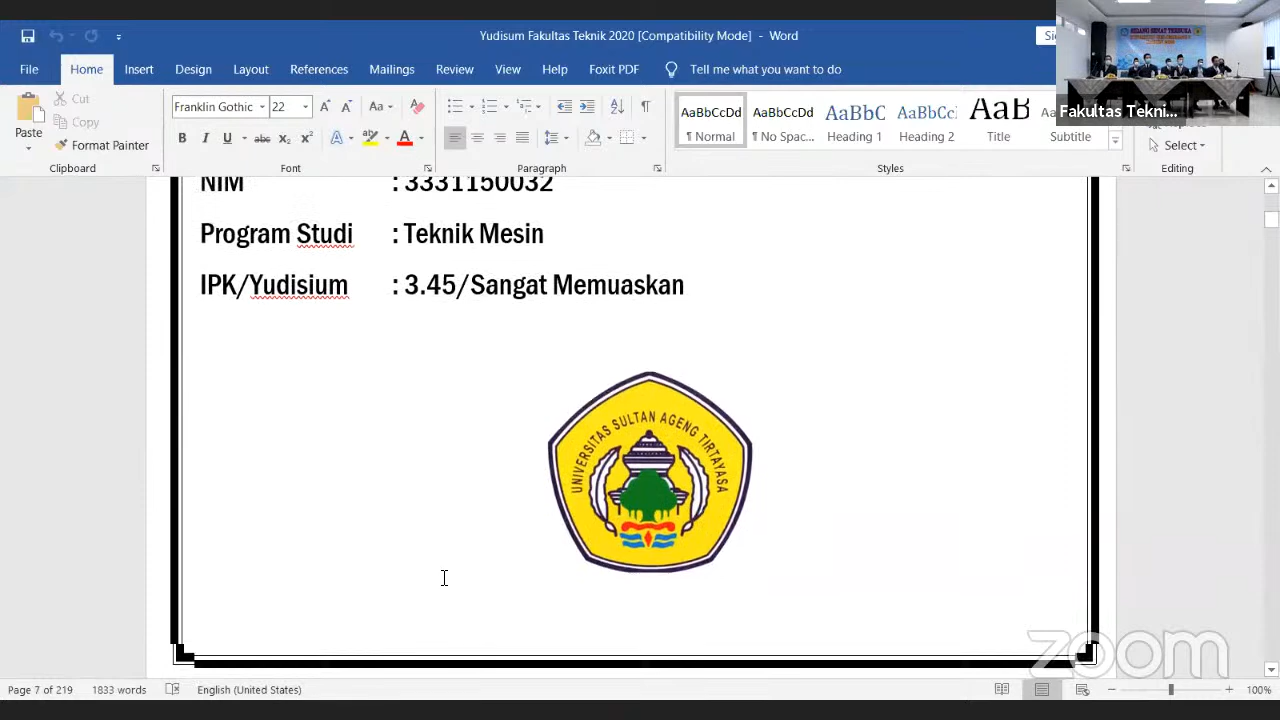 Yudisum Fakultas Teknik 2020 [Compatibility Mode] - Word
File Home Insert Design Layout References Mailings Review View Help Foxit PDF Tell me what you want to do
Paste
Cut
Copy
Format Painter
Franklin Gothic 22
AaBbCcDd AaBbCcDd AaBbC AaBbCcI AaB
¶ Normal ¶ No Spac... Heading 1 Heading 2 Title Subtitle
Select
Clipboard Font Paragraph Styles Editing
Fakultas Tekni...
NIM : 3331150032
Program Studi : Teknik Mesin
IPK/Yudisium : 3.45/Sangat Memuaskan
UNIVERSITAS SULTAN AGENG TIRTAYASA
zoom
Page 7 of 219 1833 words English (United States) 100%